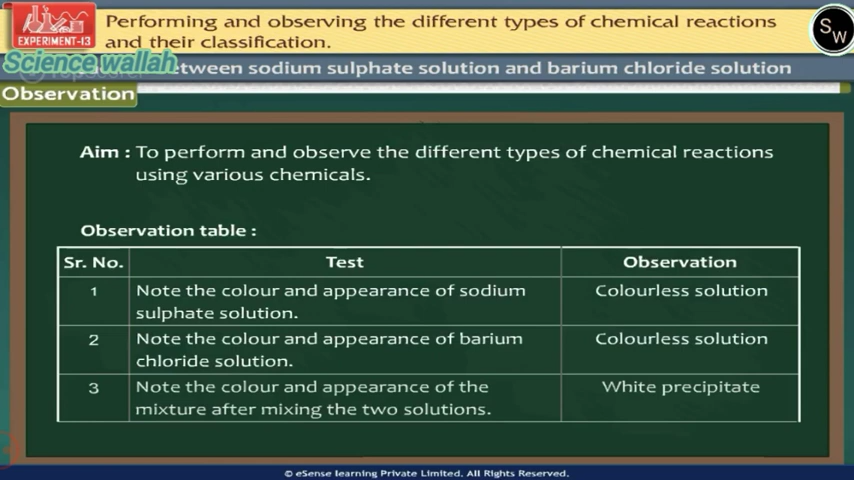 Performing and observing the different types of chemical reactions
and their classification.
EXPERIMENT-13
SW
Science wallah
between sodium sulphate solution and barium chloride solution
Observation
Aim : To perform and observe the different types of chemical reactions
using various chemicals.
Observation table :
Sr. No. Test Observation
1 Note the colour and appearance of sodium Colourless solution
sulphate solution.
2 Note the colour and appearance of barium Colourless solution
chloride solution.
3 Note the colour and appearance of the White precipitate
mixture after mixing the two solutions.
© eSense learning Private Limited. All Rights Reserved.